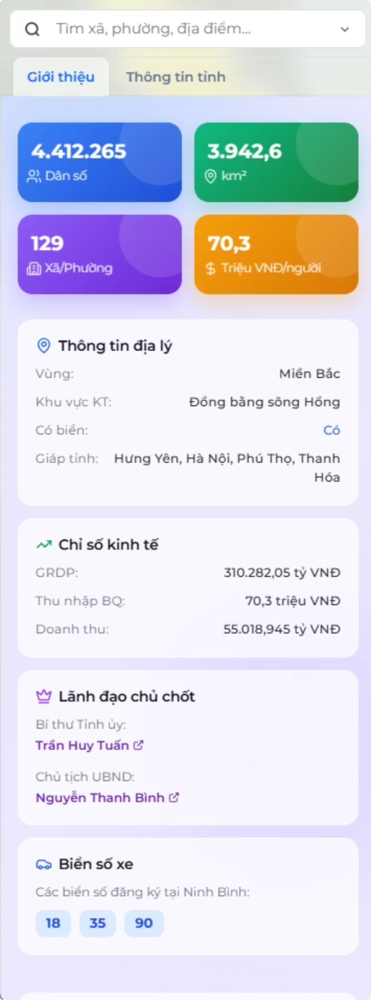 Tìm xã, phường, địa điểm...
Giới thiệu
Thông tin tỉnh
4.412.265
Dân số
3.942,6
km²
129
Xã/Phường
70,3
Triệu VNĐ/người
Thông tin địa lý
Vùng: Miền Bắc
Khu vực KT: Đồng bằng sông Hồng
Có biển: Có
Giáp tỉnh: Hưng Yên, Hà Nội, Phú Thọ, Thanh
Hóa
Chỉ số kinh tế
GRDP: 310.282,05 tỷ VNĐ
Thu nhập BQ: 70,3 triệu VNĐ
Doanh thu: 55.018,945 tỷ VNĐ
Lãnh đạo chủ chốt
Bí thư Tỉnh ủy:
Trần Huy Tuấn
Chủ tịch UBND:
Nguyễn Thanh Bình
Biển số xe
Các biển số đăng ký tại Ninh Bình:
18 35 90